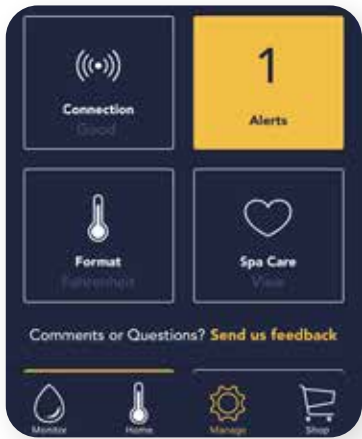 1
Connection
Good
Alerts
Format
Fahrenheit
Spa Care
View
Comments or Questions? Send us feedback
Monitor
Home
Manage
Shop